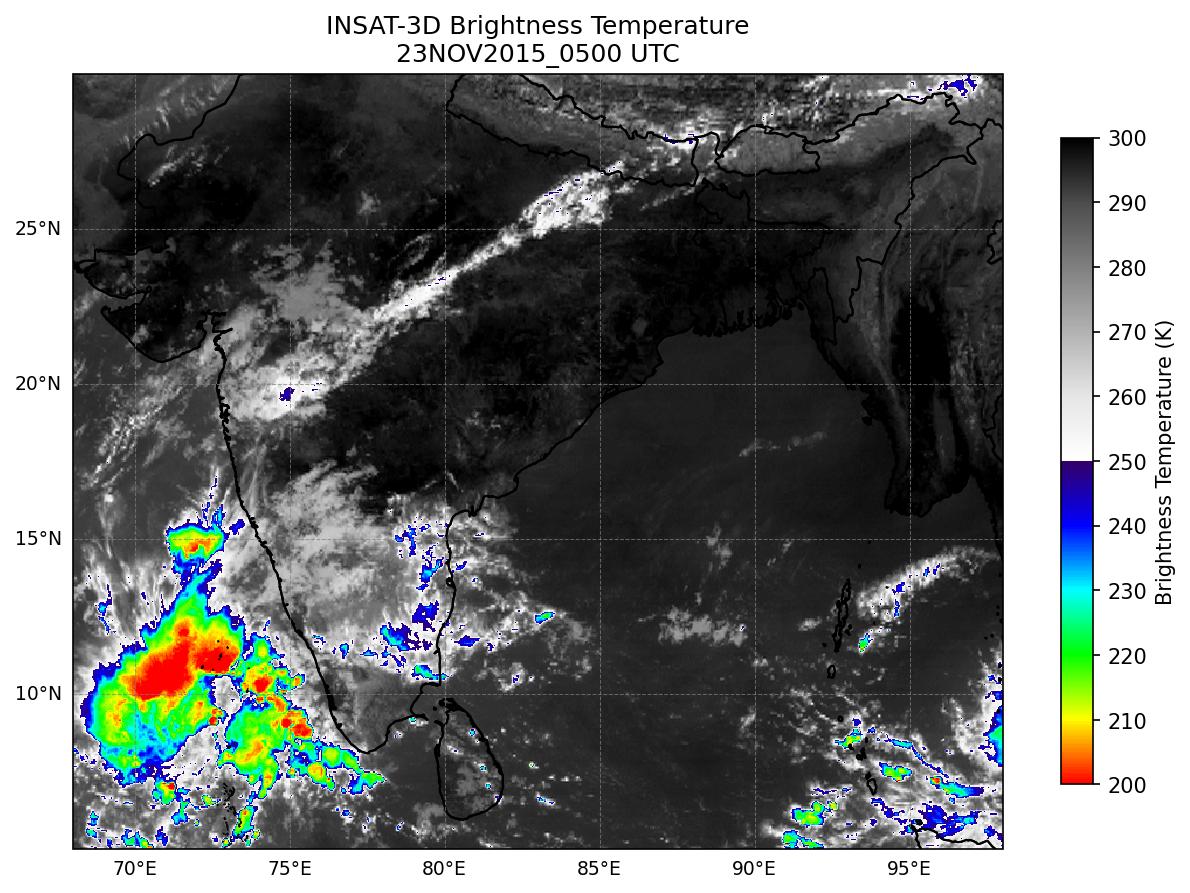 INSAT-3D Brightness Temperature
23NOV2015_0500 UTC
25°N
20°N
15°N
10°N
70°E
75°E
80°E
85°E
90°E
95°E
300
290
280
270
260
250
240
230
220
210
200
Brightness Temperature (K)